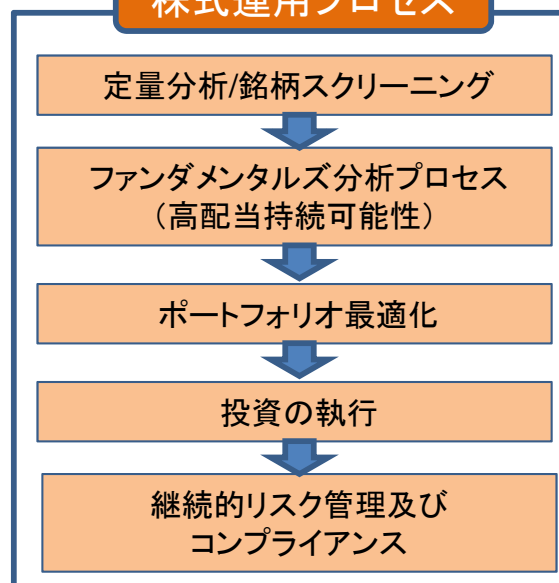 株式運用プロセス
定量分析/銘柄スクリーニング
ファンダメンタルズ分析プロセス
（高配当持続可能性）
ポートフォリオ最適化
投資の執行
継続的リスク管理及び
コンプライアンス